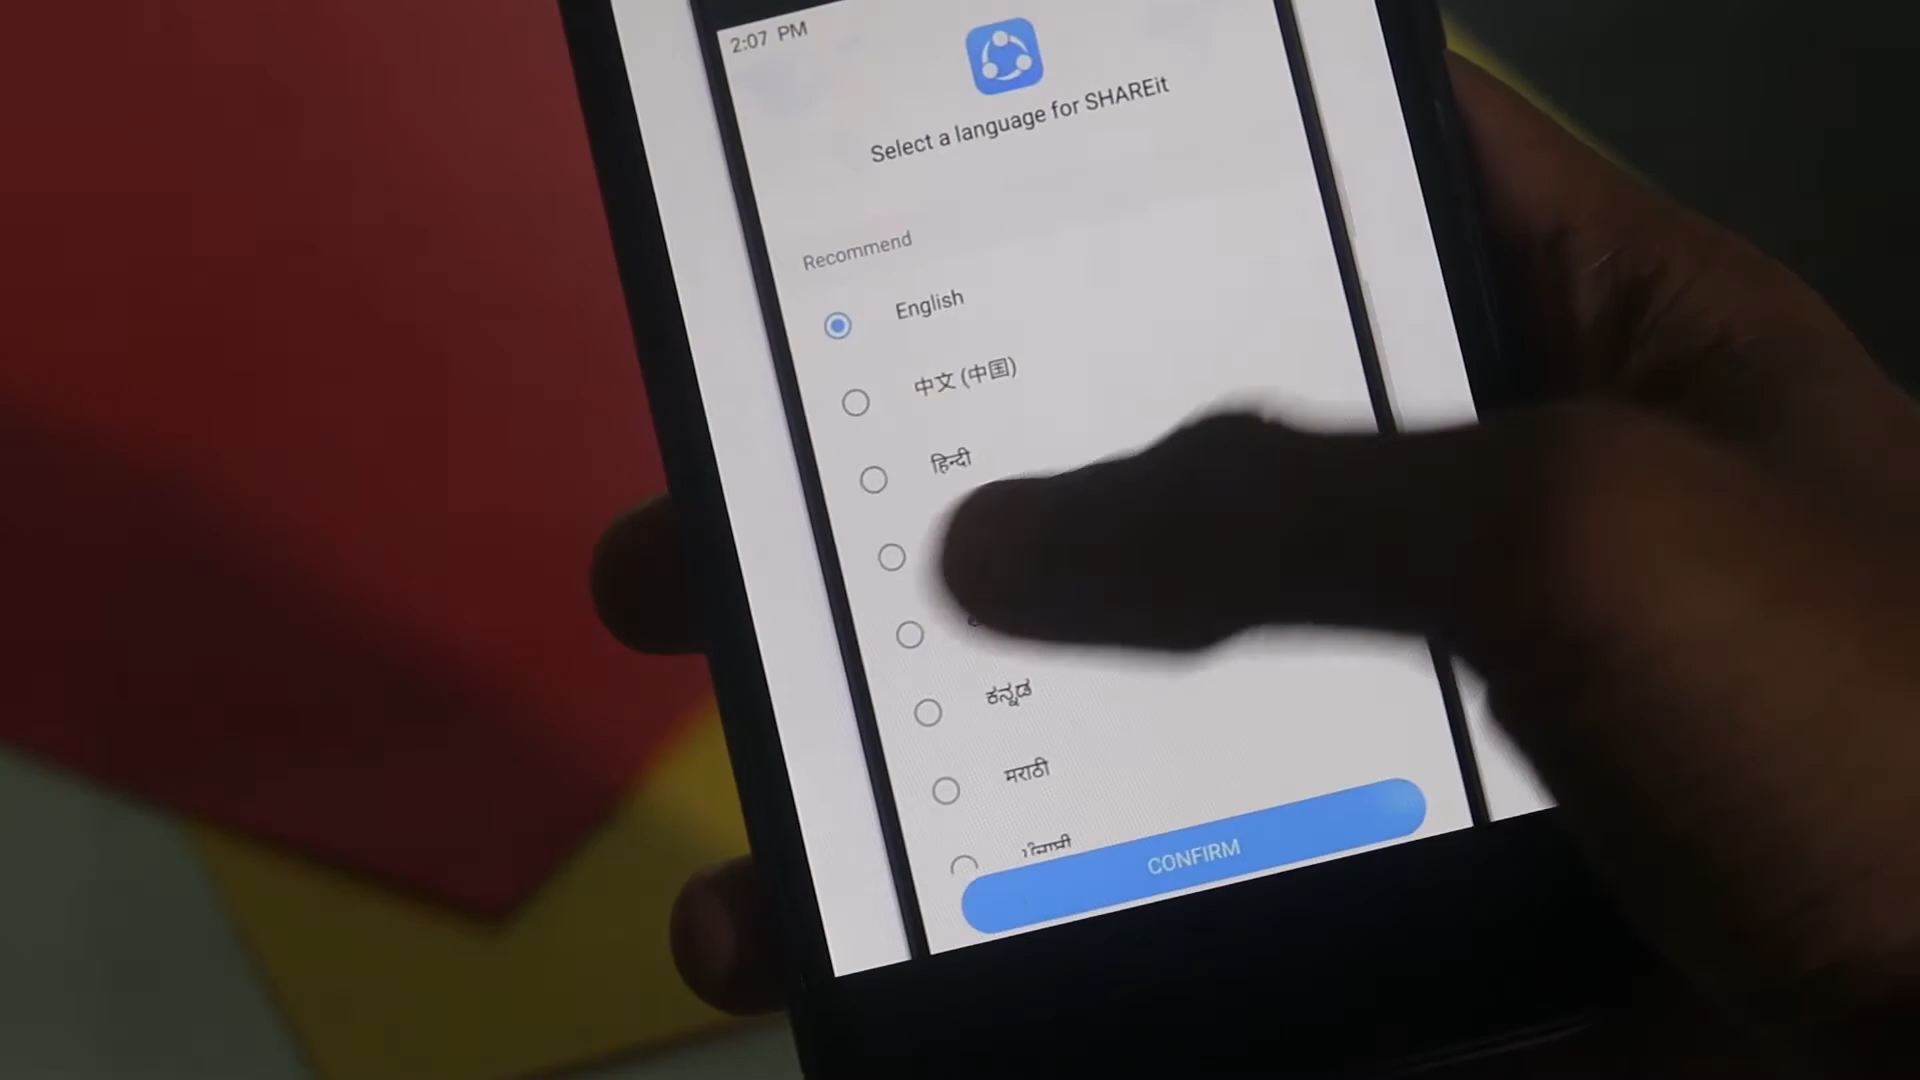 2:07 PM
Select a language for SHAREit
Recommend
English
中文 (中国)
हिन्दी
ಕನ್ನಡ
मराठी
CONFIRM